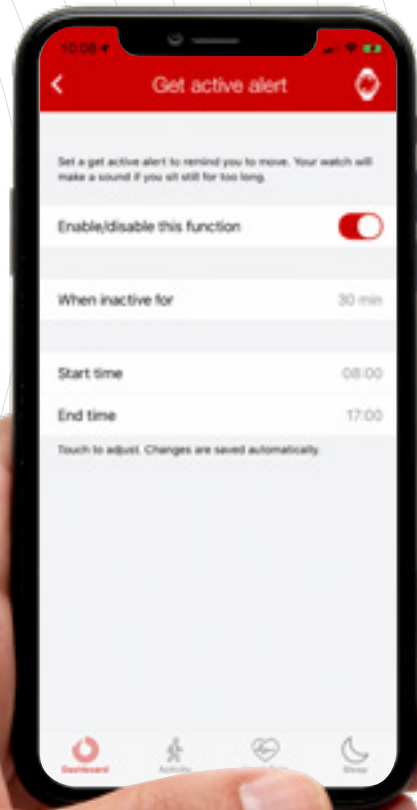 10:08
Get active alert
Set a get active alert to remind you to move. Your watch will
make a sound if you sit still for too long.
Enable/disable this function
When inactive for 30 min
Start time 08:00
End time 17:00
Touch to adjust. Changes are saved automatically.
Dashboard Activity Sleep